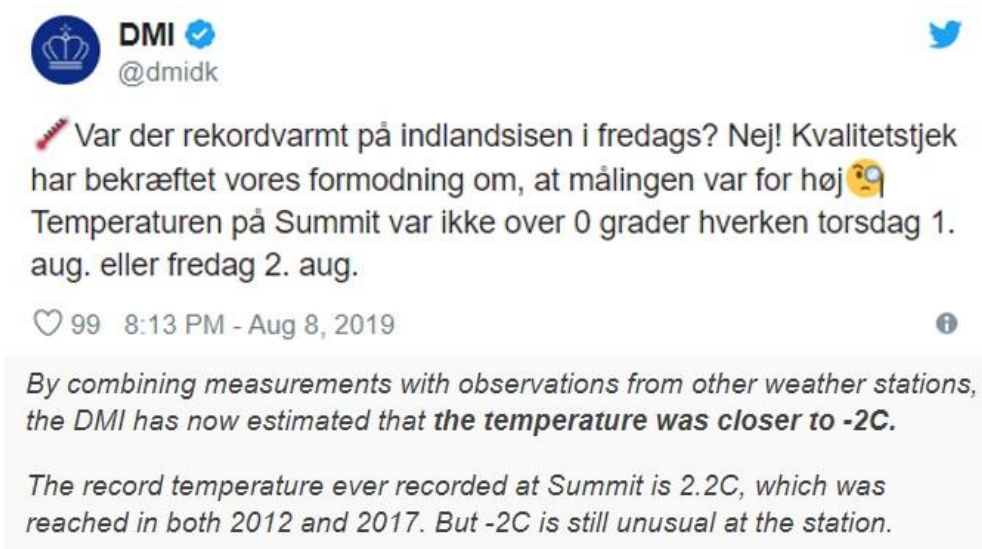 DMI
@dmidk
Var der rekordvarmt på indlandsisen i fredags? Nej! Kvalitetstjek
har bekræftet vores formodning om, at målingen var for høj
Temperaturen på Summit var ikke over 0 grader hverken torsdag 1.
aug. eller fredag 2. aug.
99 8:13 PM - Aug 8, 2019
By combining measurements with observations from other weather stations,
the DMI has now estimated that the temperature was closer to -2C.
The record temperature ever recorded at Summit is 2.2C, which was
reached in both 2012 and 2017. But -2C is still unusual at the station.